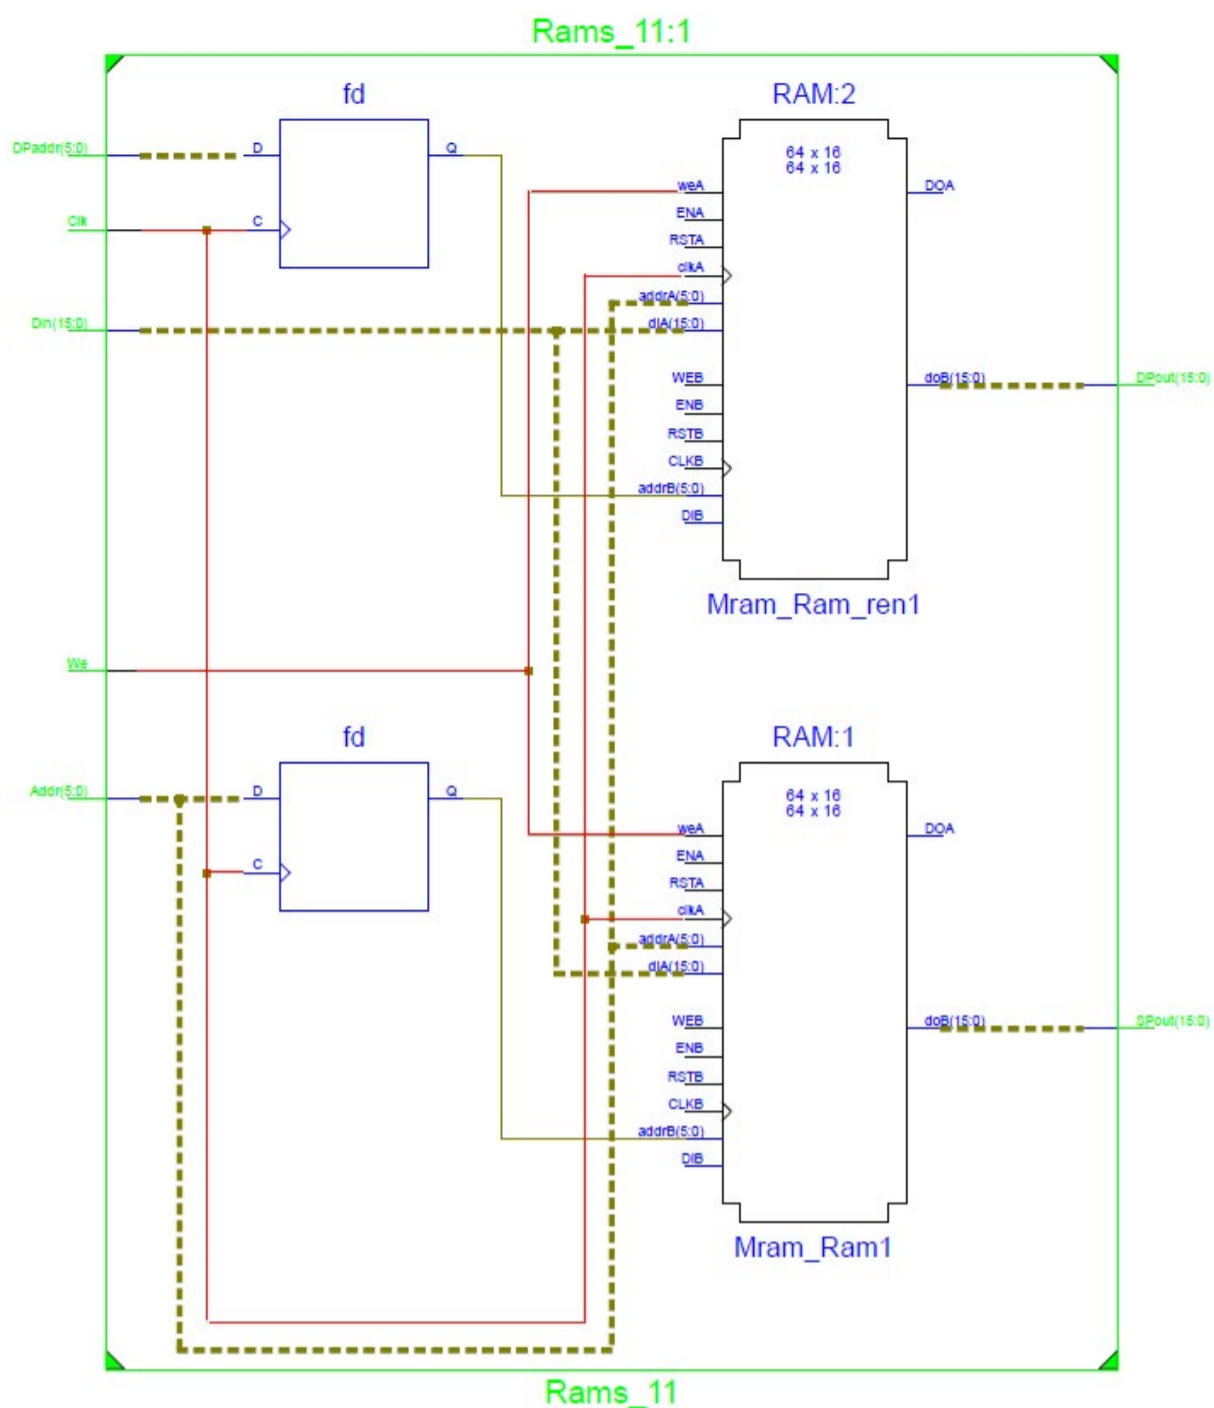 Rams_11:1
fd
RAM:2
64 x 16
64 x 16
DPaddr(5:0)
D
Q
weA
DOA
ENA
Clk
C
RSTA
clkA
addrA(5:0)
Din(15:0)
diA(15:0)
WEB
doB(15:0)
DPout(15:0)
ENB
RSTB
CLKB
addrB(5:0)
DIB
Mram_Ram_ren1
We
fd
RAM:1
64 x 16
64 x 16
Addr(5:0)
D
Q
weA
DOA
ENA
C
RSTA
clkA
addrA(5:0)
diA(15:0)
WEB
doB(15:0)
SPout(15:0)
ENB
RSTB
CLKB
addrB(5:0)
DIB
Mram_Ram1
Rams_11